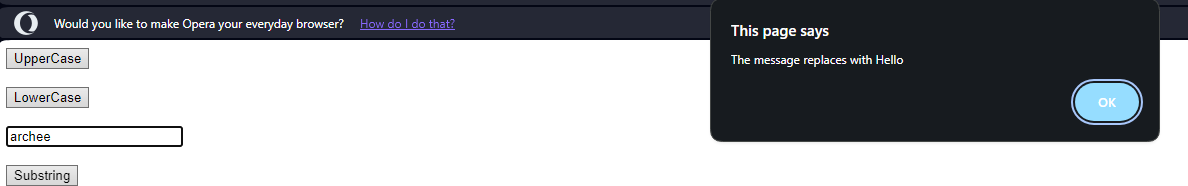 Would you like to make Opera your everyday browser? How do I do that?
This page says
The message replaces with Hello
OK
UpperCase
LowerCase
archee
Substring